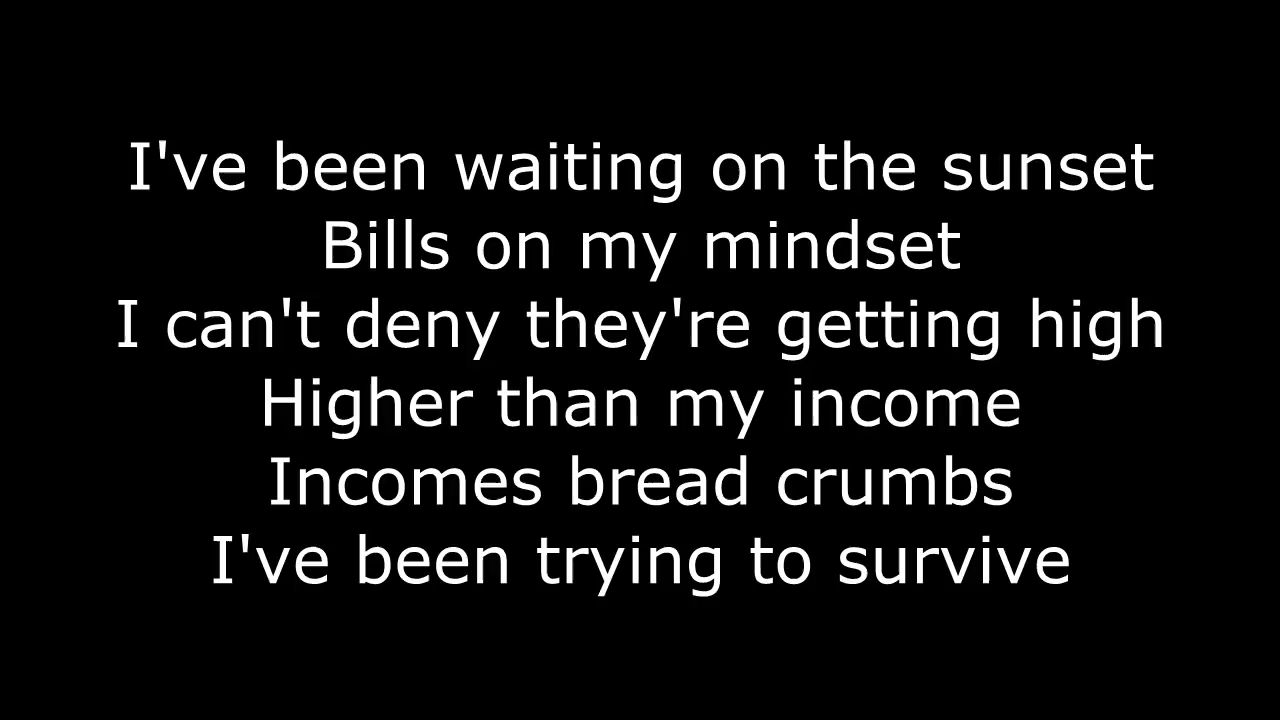 I've been waiting on the sunset
Bills on my mindset
I can't deny they're getting high
Higher than my income
Incomes bread crumbs
I've been trying to survive